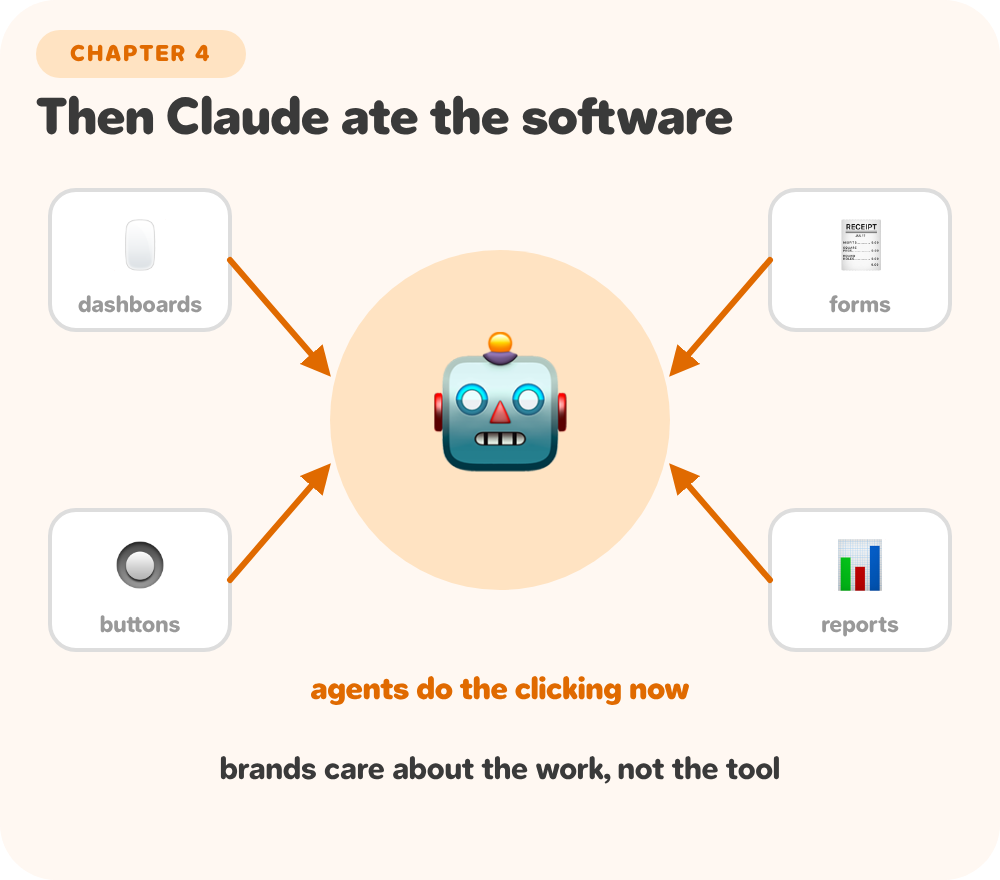 CHAPTER 4
Then Claude ate the software
dashboards
RECEIPT
forms
buttons
reports
agents do the clicking now
brands care about the work, not the tool